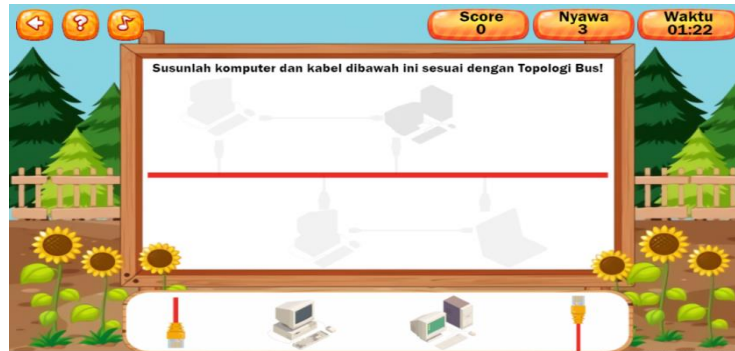 Score
0
Nyawa
3
Waktu
01:22
Susunlah komputer dan kabel dibawah ini sesuai dengan Topologi Bus!